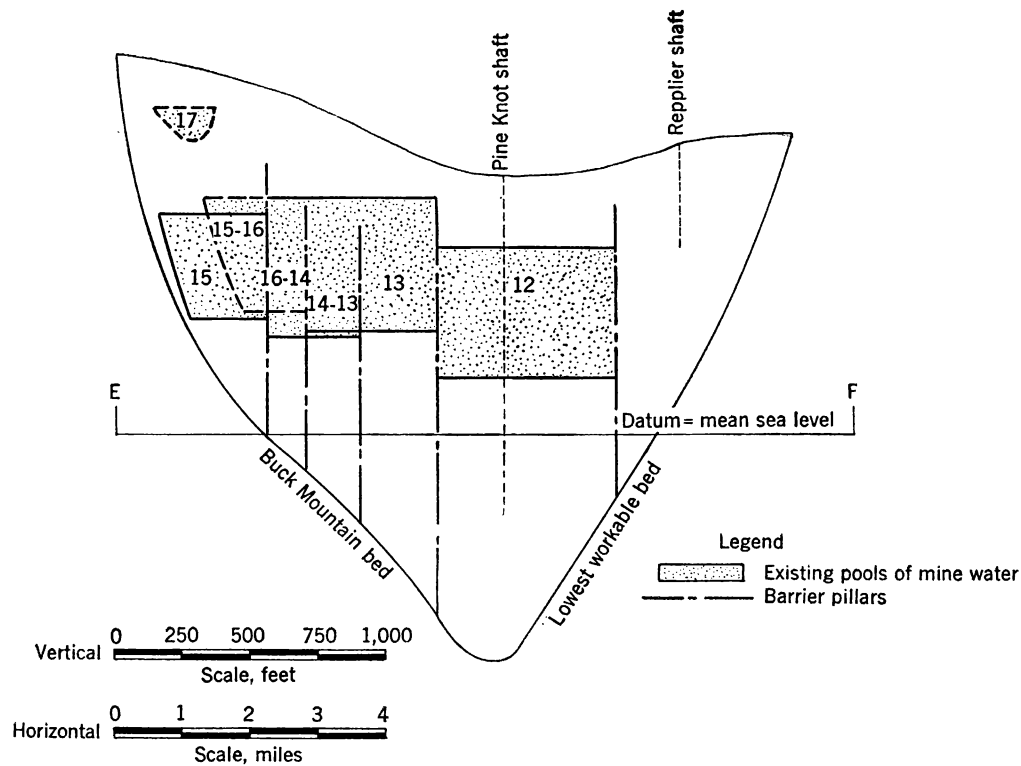 Pine Knot shaft
Repplier shaft
17
15-16
15
16-14
14-13
13
12
E
F
Datum = mean sea level
Buck Mountain bed
Lowest workable bed
Legend
Existing pools of mine water
Barrier pillars
0 250 500 750 1,000
Vertical
Scale, feet
0 1 2 3 4
Horizontal
Scale, miles